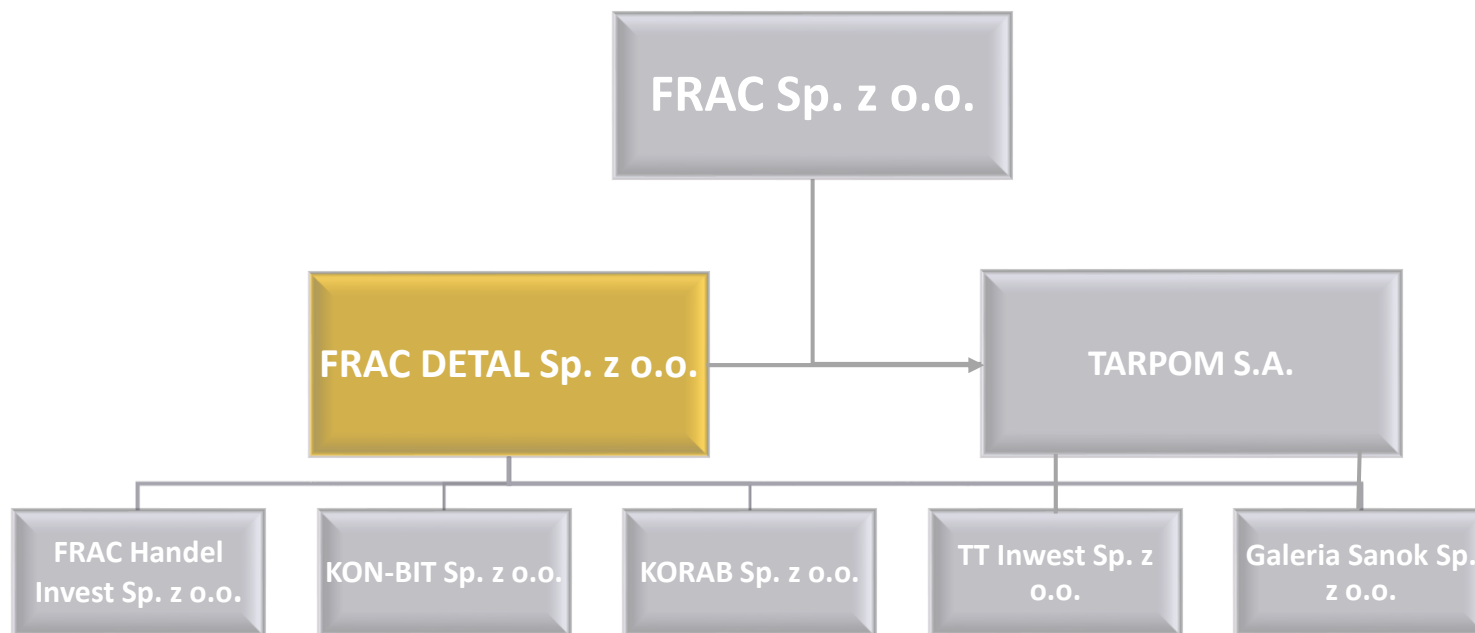 FRAC Sp. z o.o.
FRAC DETAL Sp. z o.o.
TARPOM S.A.
FRAC Handel
Invest Sp. z o.o.
KON-BIT Sp. z o.o.
KORAB Sp. z o.o.
TT Inwest Sp. z
o.o.
Galeria Sanok Sp.
z o.o.